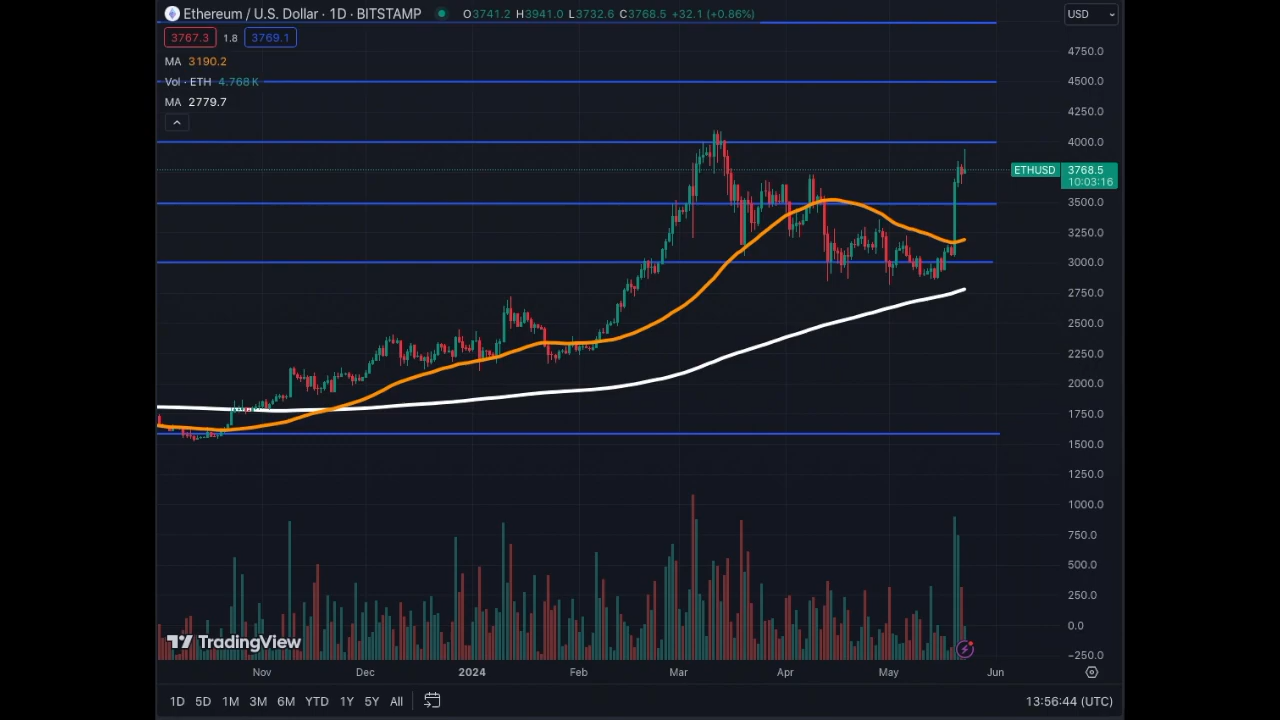 Ethereum / U.S. Dollar · 1D · BITSTAMP O3741.2 H3941.0 L3732.6 C3768.5 +32.1 (+0.86%)
USD
3767.3 1.8 3769.1
MA 3190.2
Vol · ETH 4.768 K
MA 2779.7
4750.0
4500.0
4250.0
4000.0
ETHUSD 3768.5
10:03:16
3500.0
3250.0
3000.0
2750.0
2500.0
2250.0
2000.0
1750.0
1500.0
1250.0
1000.0
750.0
500.0
250.0
0.0
−250.0
TradingView
Nov Dec 2024 Feb Mar Apr May Jun
1D 5D 1M 3M 6M YTD 1Y 5Y All 13:56:44 (UTC)